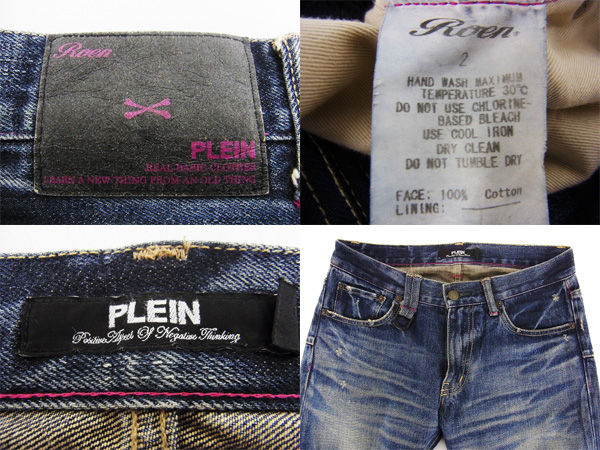 Roen
PLEIN
REAL BASIC CLOTHES
LEARN A NEW THING FROM AN OLD THING
Roen
2
HAND WASH MAXIMUM
TEMPERATURE 30°C
DO NOT USE CHLORINE-
BASED BLEACH
USE COOL IRON
DRY CLEAN
DO NOT TUMBLE DRY
FACE: 100% Cotton
LINING:
PLEIN
Positive Aspect Of Negative Thinking
PLEIN